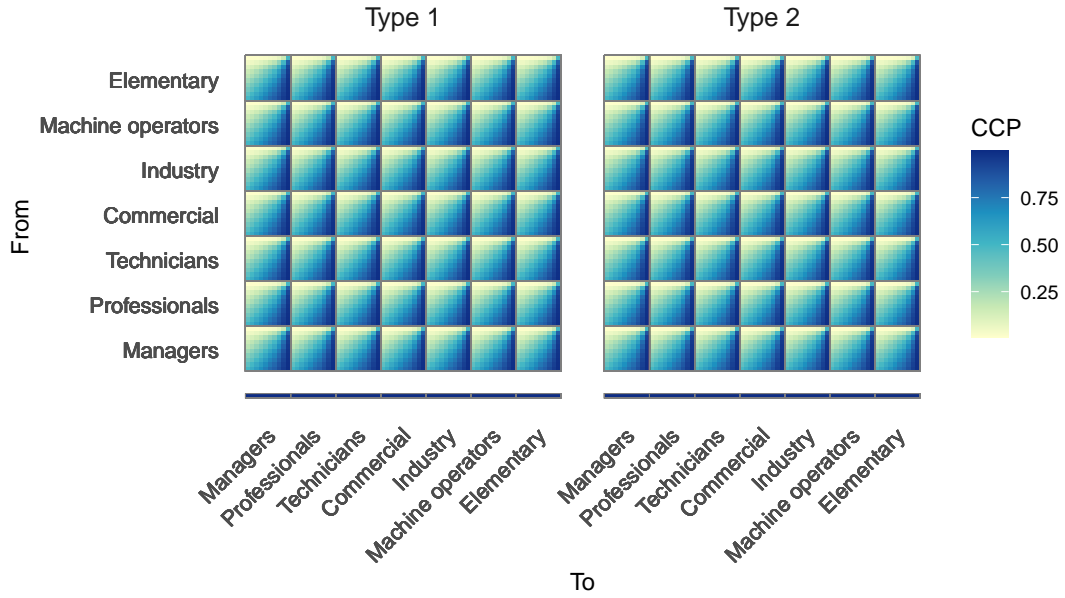 Type 1
Type 2
Elementary
Machine operators
Industry
Commercial
Technicians
Professionals
Managers
From
CCP
0.75
0.50
0.25
Managers
Professionals
Technicians
Commercial
Industry
Machine operators
Elementary
Managers
Professionals
Technicians
Commercial
Industry
Machine operators
Elementary
To